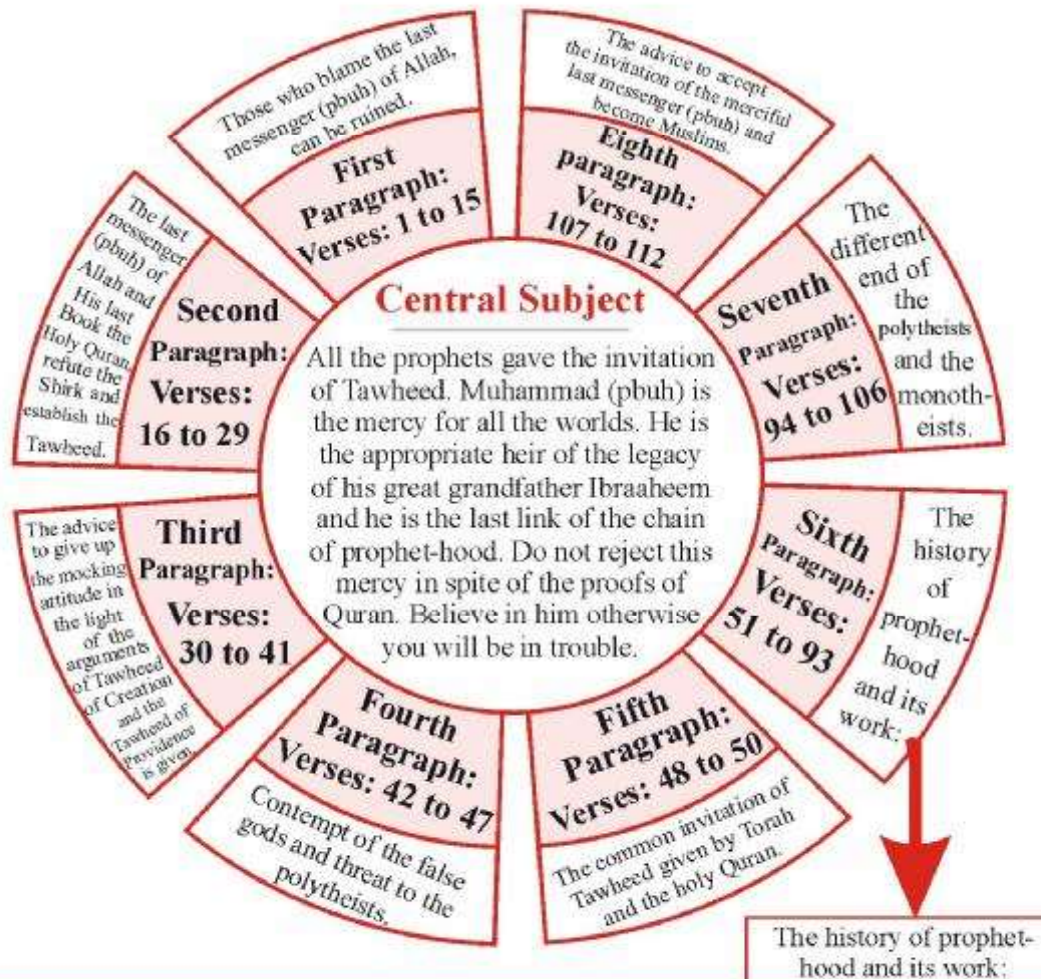 Central Subject
All the prophets gave the invitation
of Tawheed. Muhammad (pbuh) is
the mercy for all the worlds. He is
the appropriate heir of the legacy
of his great grandfather Ibraaheem
and he is the last link of the chain
of prophet-hood. Do not reject this
mercy in spite of the proofs of
Quran. Believe in him otherwise
you will be in trouble.
Those who blame the last
messenger (pbuh) of Allah,
can be ruined.
First
Paragraph:
Verses: 1 to 15
The last
messenger
(pbuh) of
Allah and
His last
Book the
Holy Quran
refute the
Shirk and
establish the
Tawheed.
Second
Paragraph:
Verses:
16 to 29
The advice
to give up
the mocking
artitude in
the light
of the
arguments
of Tawheed
of Creation
and the
Tawheed of
Providence
is given.
Third
Paragraph:
Verses:
30 to 41
Fourth
Paragraph:
Verses: 42 to 47
Contempt of the false
gods and threat to the
polytheists.
Fifth
Paragraph:
Verses: 48 to 50
The common invitation of
Tawheed given by Torah
and the holy Quran.
Sixth
Paragraph:
Verses:
51 to 93
The
history
of
prophet-
hood
and its
work:
Seventh
Paragraph:
Verses:
94 to 106
The
different
end of
the
polytheists
and the
monoth-
eists.
The advice to accept
the invitation of the merciful
last messenger (pbuh) and
become Muslims.
Eighth
paragraph:
Verses:
107 to 112
The history of prophet-
hood and its work: